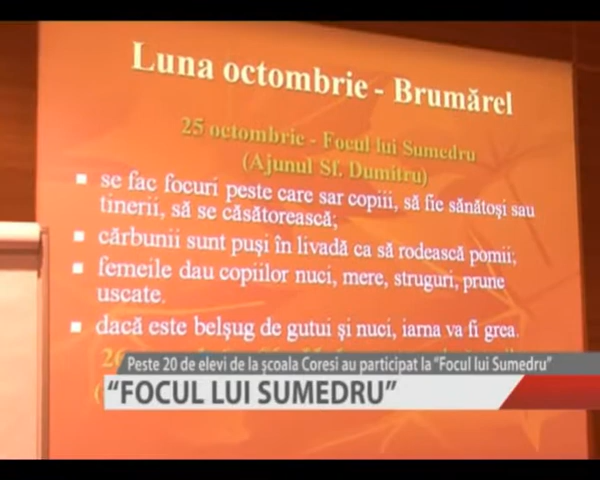 Luna octombrie - Brumărel
25 octombrie - Focul lui Sumedru
(Ajunul Sf. Dumitru)
▪ se fac focuri peste care sar copiii, să fie sănătoşi sau
tinerii, să se căsătorească;
▪ cărbunii sunt puşi în livadă ca să rodească pomii;
▪ femeile dau copiilor nuci, mere, struguri, prune
uscate.
▪ dacă este belşug de gutui şi nuci, iarna va fi grea.
Peste 20 de elevi de la şcoala Coresi au participat la "Focul lui Sumedru"
"FOCUL LUI SUMEDRU"